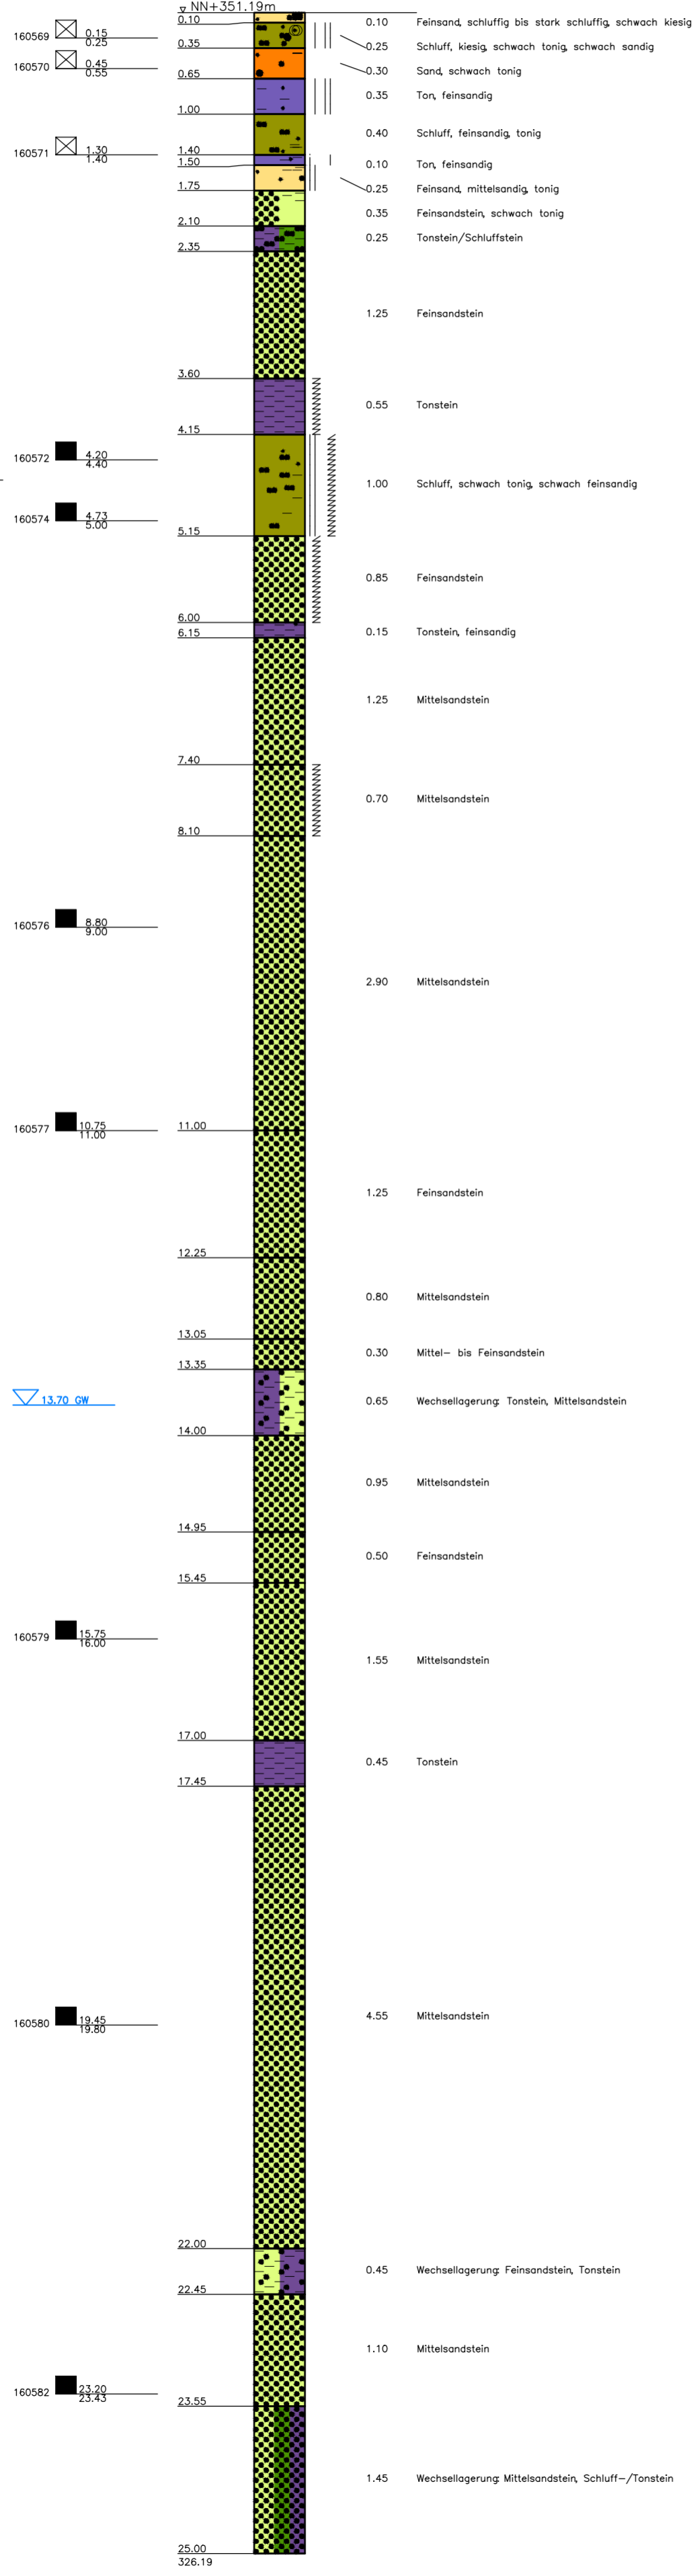 NN+351.19m
0.10 0.10 Feinsand, schluffig bis stark schluffig, schwach kiesig
160569 0.15
0.25
0.35 0.25 Schluff, kiesig, schwach tonig, schwach sandig
160570 0.45
0.55
0.65 0.30 Sand, schwach tonig
0.35 Ton, feinsandig
1.00
0.40 Schluff, feinsandig, tonig
160571 1.30
1.40
1.40
1.50 0.10 Ton, feinsandig
1.75 0.25 Feinsand, mittelsandig, tonig
0.35 Feinsandstein, schwach tonig
2.10
0.25 Tonstein/Schluffstein
2.35
1.25 Feinsandstein
3.60
0.55 Tonstein
4.15
160572 4.20
4.40
1.00 Schluff, schwach tonig, schwach feinsandig
160574 4.73
5.00
5.15
0.85 Feinsandstein
6.00
0.15 Tonstein, feinsandig
6.15
1.25 Mittelsandstein
7.40
0.70 Mittelsandstein
8.10
160576 8.80
9.00
2.90 Mittelsandstein
160577 10.75
11.00
11.00
1.25 Feinsandstein
12.25
0.80 Mittelsandstein
13.05
0.30 Mittel- bis Feinsandstein
13.35
13.70 GW
0.65 Wechsellagerung: Tonstein, Mittelsandstein
14.00
0.95 Mittelsandstein
14.95
0.50 Feinsandstein
15.45
160579 15.75
16.00
1.55 Mittelsandstein
17.00
0.45 Tonstein
17.45
160580 19.45
19.80
4.55 Mittelsandstein
22.00
0.45 Wechsellagerung: Feinsandstein, Tonstein
22.45
1.10 Mittelsandstein
160582 23.20
23.43
23.55
1.45 Wechsellagerung: Mittelsandstein, Schluff-/Tonstein
25.00
326.19